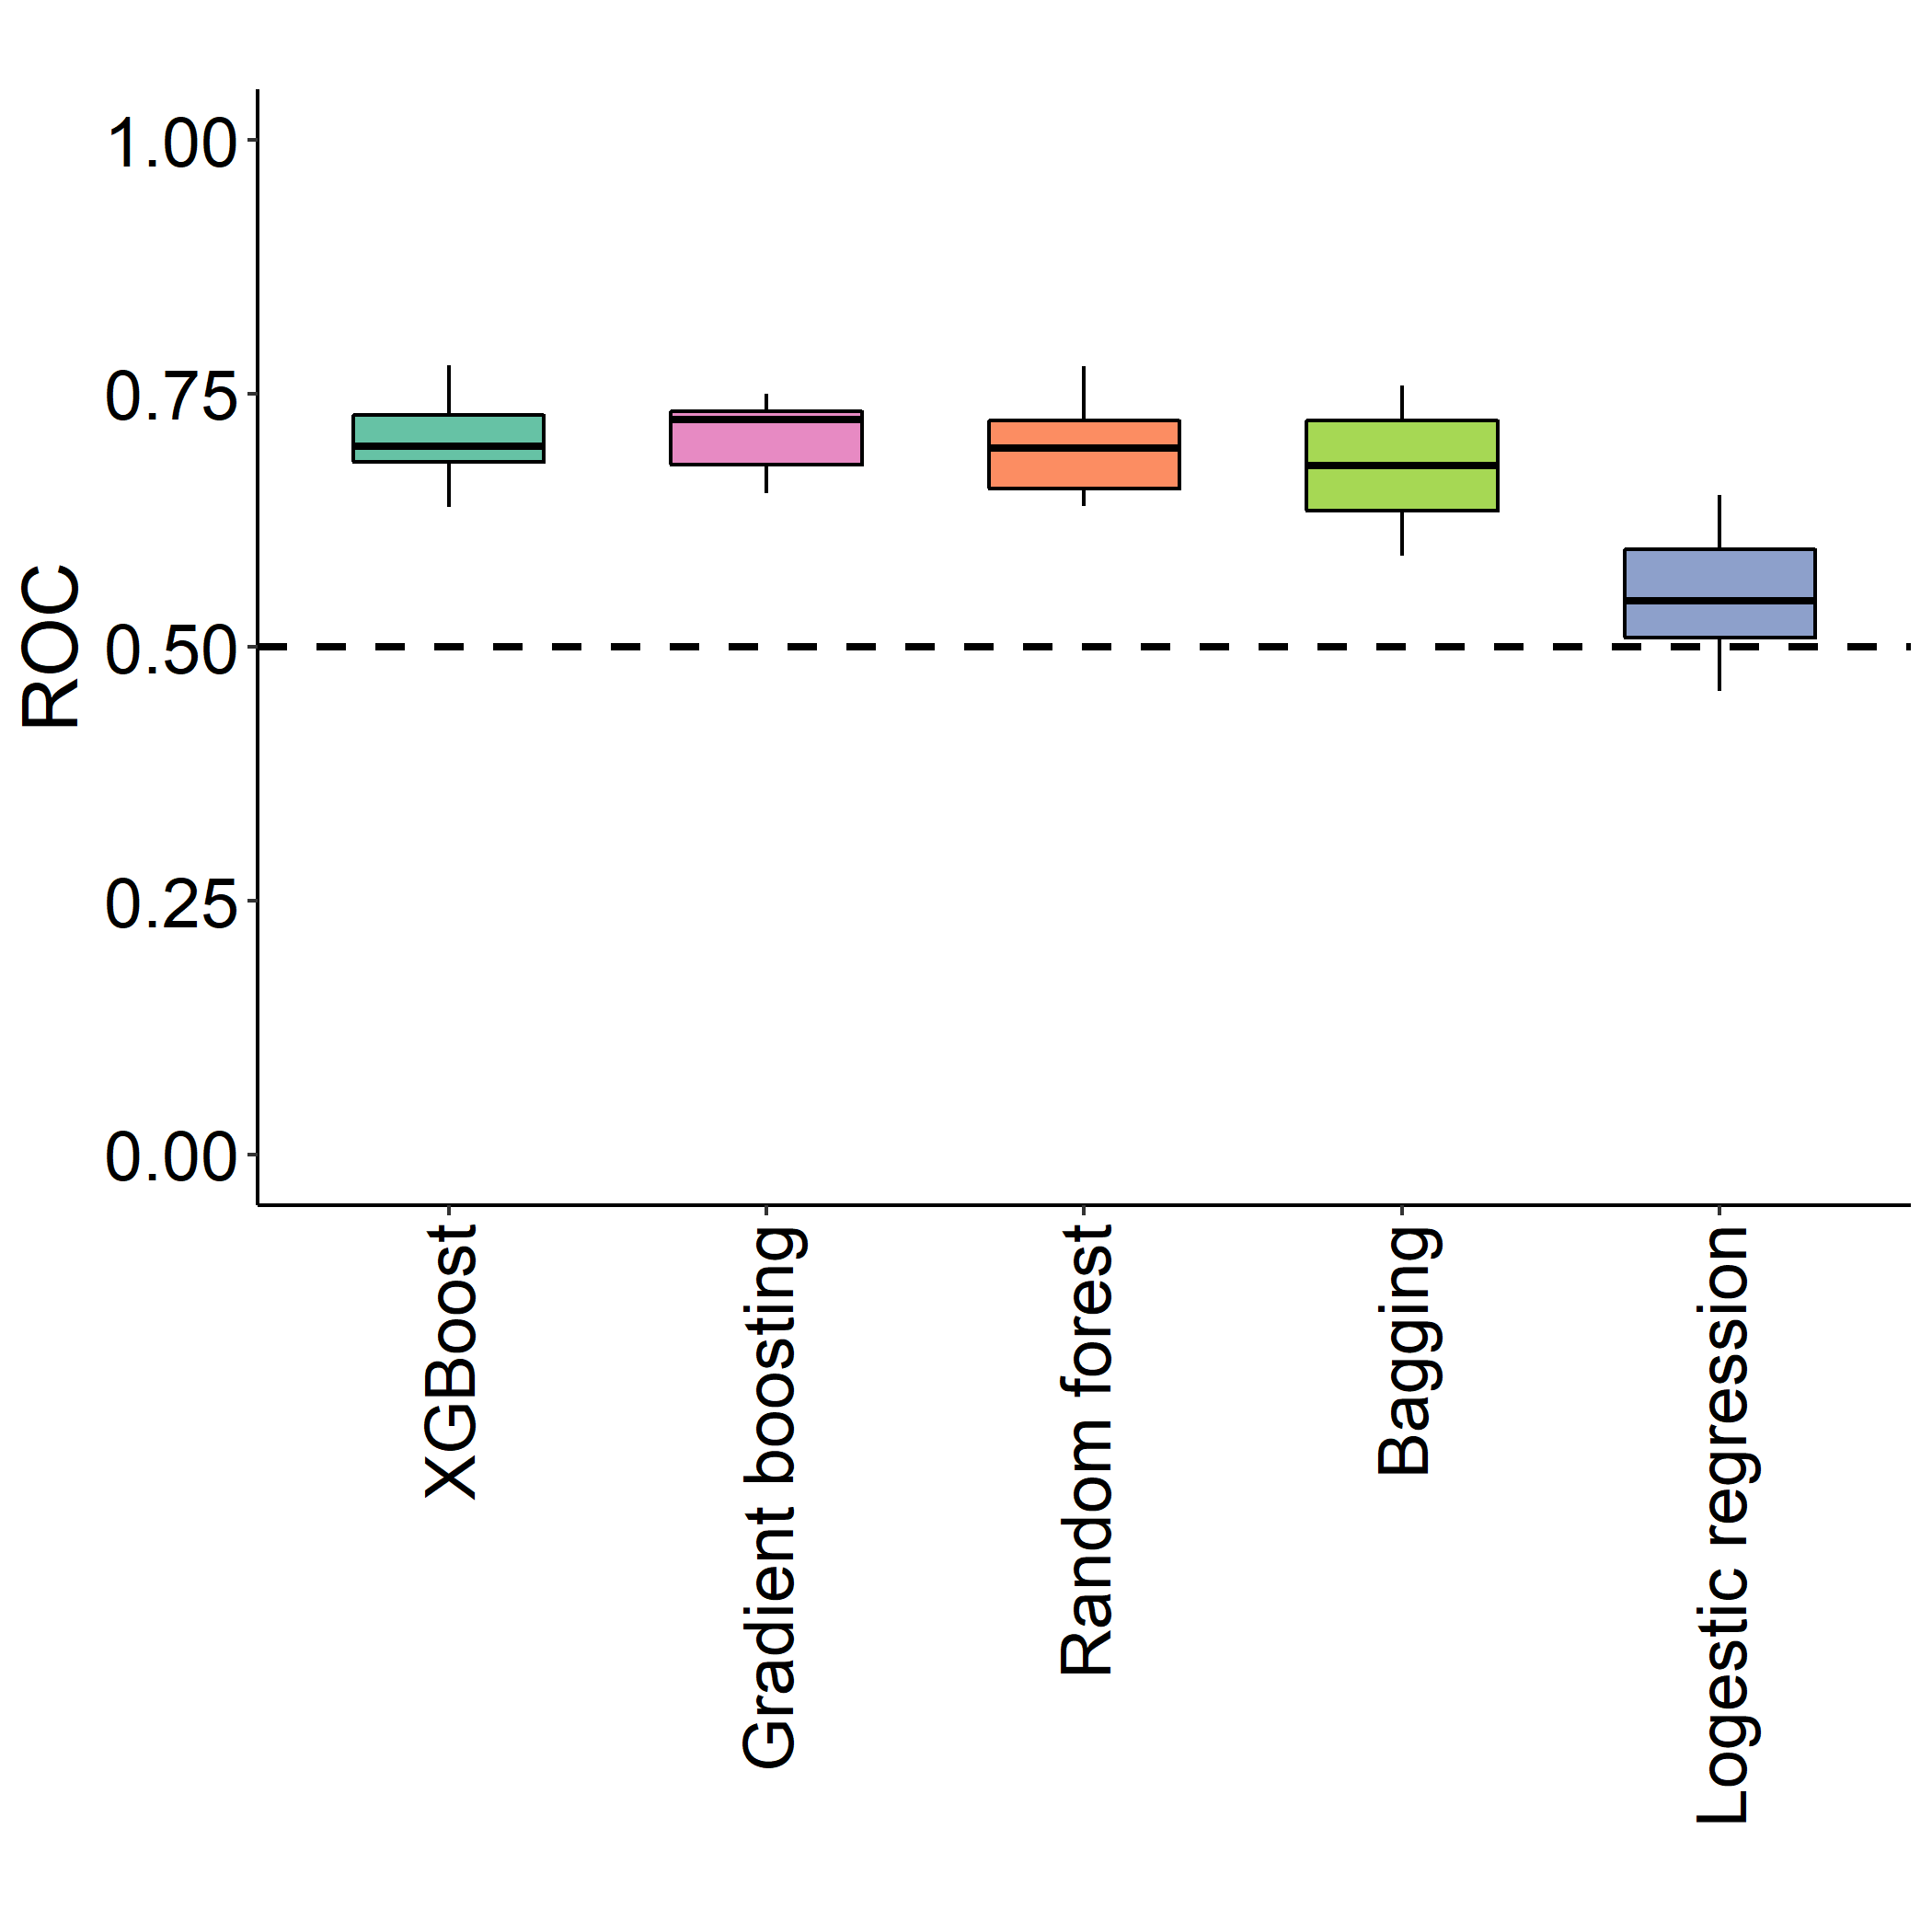 ROC
1.00
0.75
0.50
0.25
0.00
XGBoost
Gradient boosting
Random forest
Bagging
Logestic regression